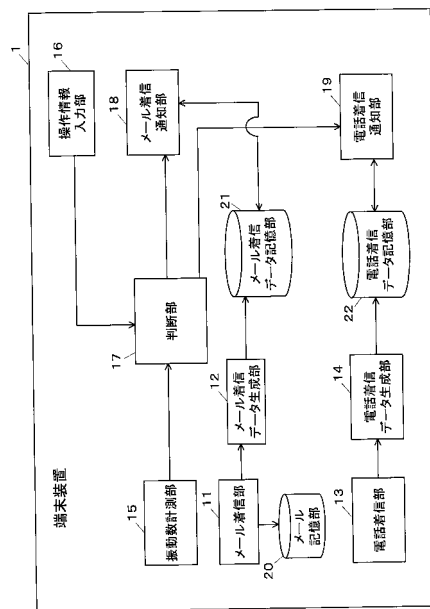 端末装置
1
15
振動数計測部
16
操作情報
入力部
17
判断部
18
メール着信
通知部
11
メール着信部
12
メール着信
データ生成部
21
メール着信
データ記憶部
20
メール
記憶部
13
電話着信部
14
電話着信
データ生成部
22
電話着信
データ記憶部
19
電話着信
通知部